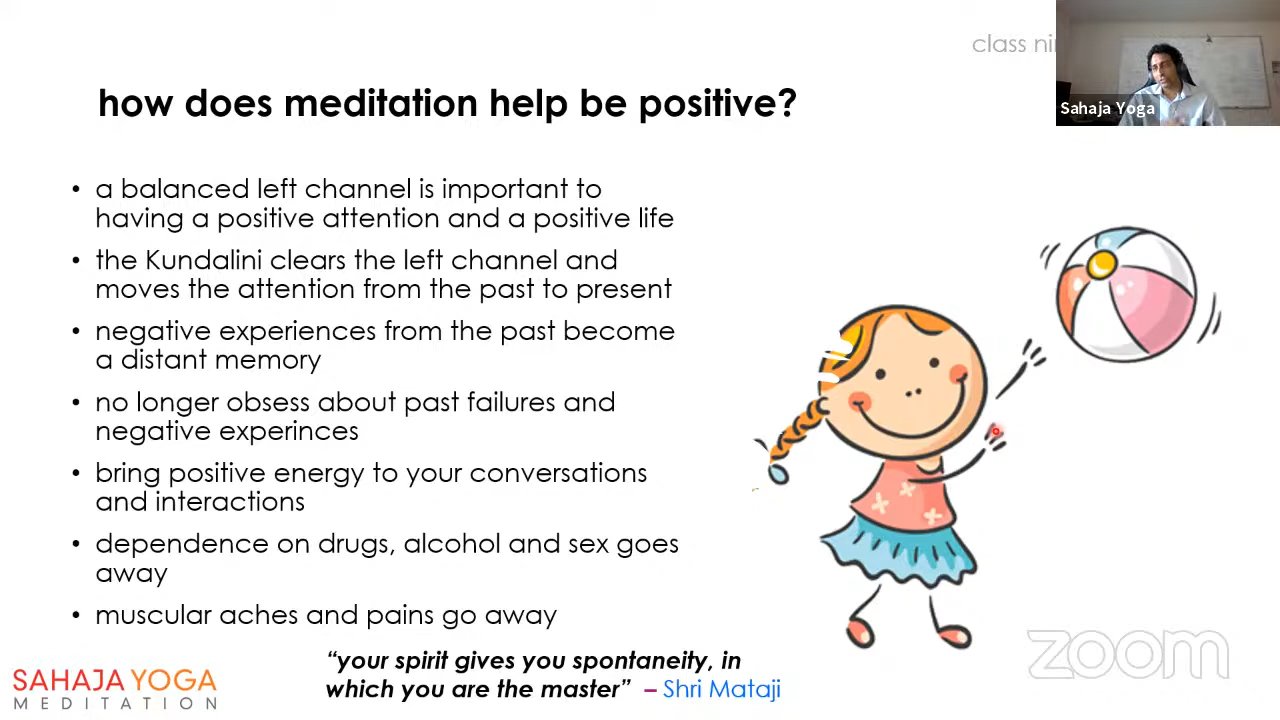 class ni
how does meditation help be positive?
Sahaja Yoga
• a balanced left channel is important to
having a positive attention and a positive life
• the Kundalini clears the left channel and
moves the attention from the past to present
• negative experiences from the past become
a distant memory
• no longer obsess about past failures and
negative experinces
• bring positive energy to your conversations
and interactions
• dependence on drugs, alcohol and sex goes
away
• muscular aches and pains go away
“your spirit gives you spontaneity, in
which you are the master” – Shri Mataji
SAHAJA YOGA
MEDITATION
zoom